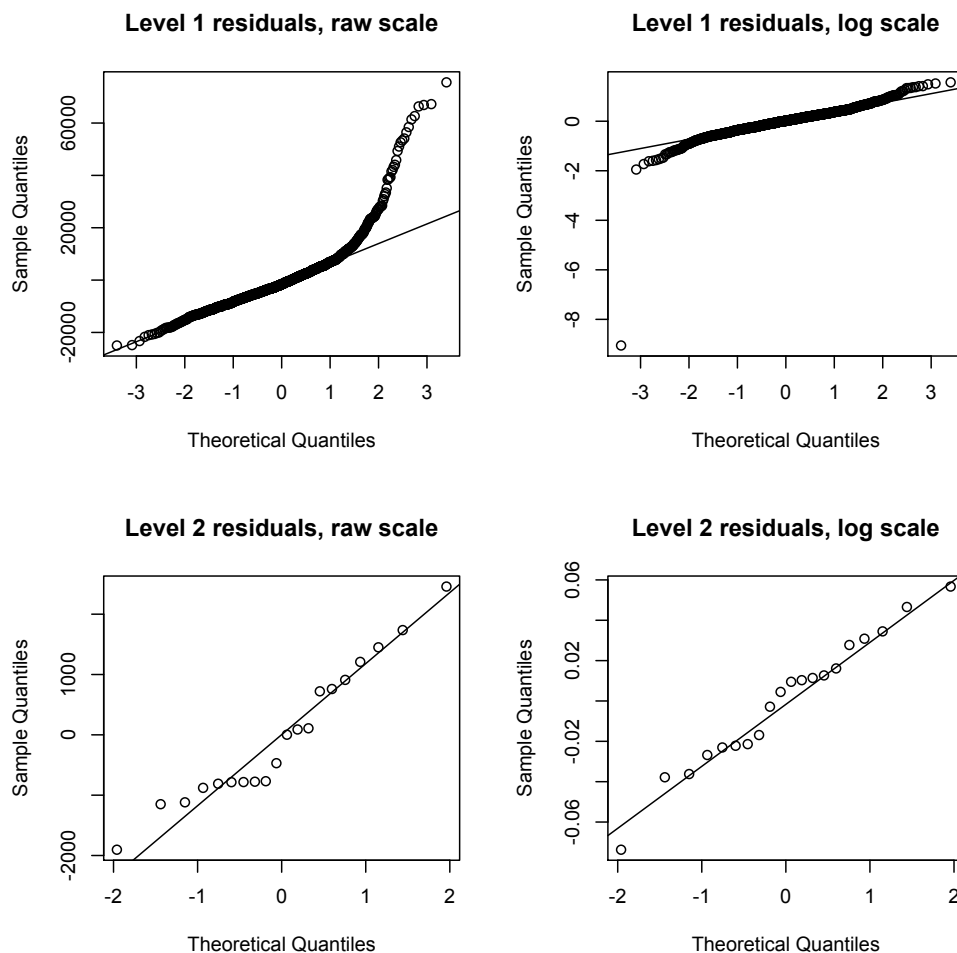 Level 1 residuals, raw scale
Sample Quantiles
60000
20000
-20000
-3 -2 -1 0 1 2 3
Theoretical Quantiles
Level 1 residuals, log scale
Sample Quantiles
0
-2
-4
-6
-8
-3 -2 -1 0 1 2 3
Theoretical Quantiles
Level 2 residuals, raw scale
Sample Quantiles
1000
0
-2000
-2 -1 0 1 2
Theoretical Quantiles
Level 2 residuals, log scale
Sample Quantiles
0.06
0.02
-0.02
-0.06
-2 -1 0 1 2
Theoretical Quantiles